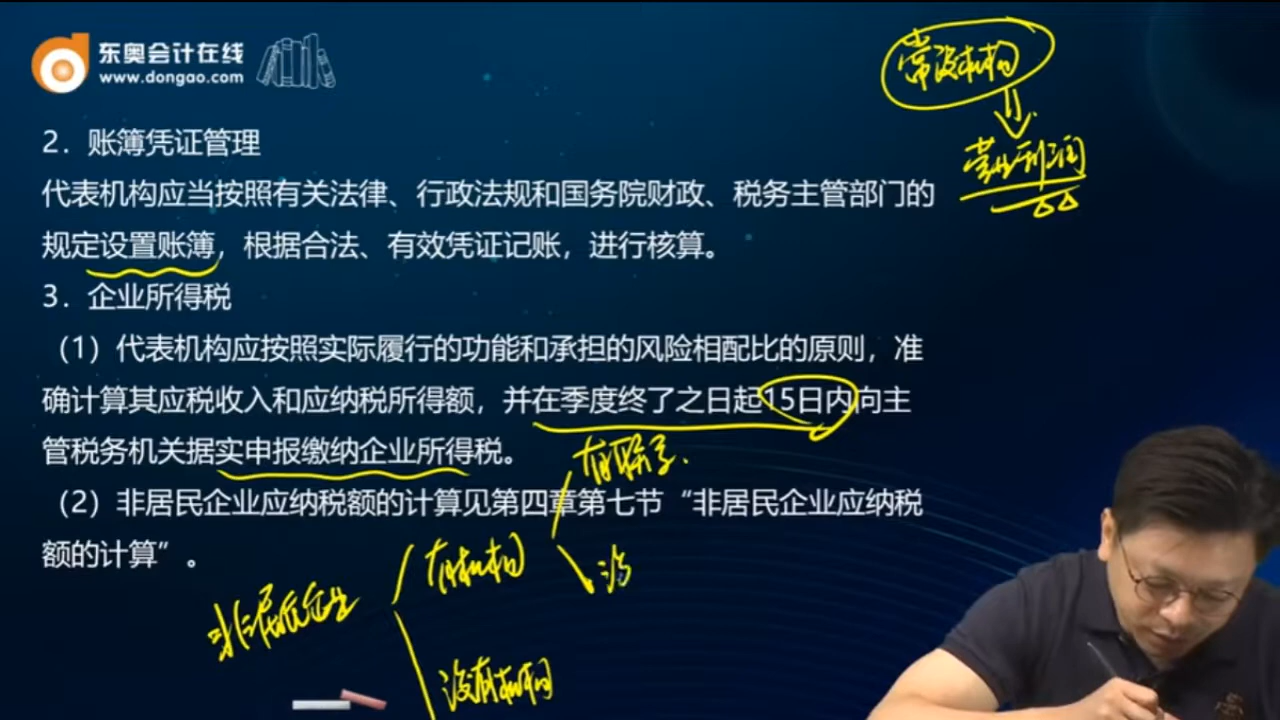 东奥会计在线
www.dongao.com
常设机构
营业利润
2．账簿凭证管理
代表机构应当按照有关法律、行政法规和国务院财政、税务主管部门的
规定设置账簿，根据合法、有效凭证记账，进行核算。
3．企业所得税
（1）代表机构应按照实际履行的功能和承担的风险相配比的原则，准
确计算其应税收入和应纳税所得额，并在季度终了之日起15日内向主
管税务机关据实申报缴纳企业所得税。
有联系
（2）非居民企业应纳税额的计算见第四章第七节“非居民企业应纳税
额的计算”。
有机构
没
非居民企业
没有机构